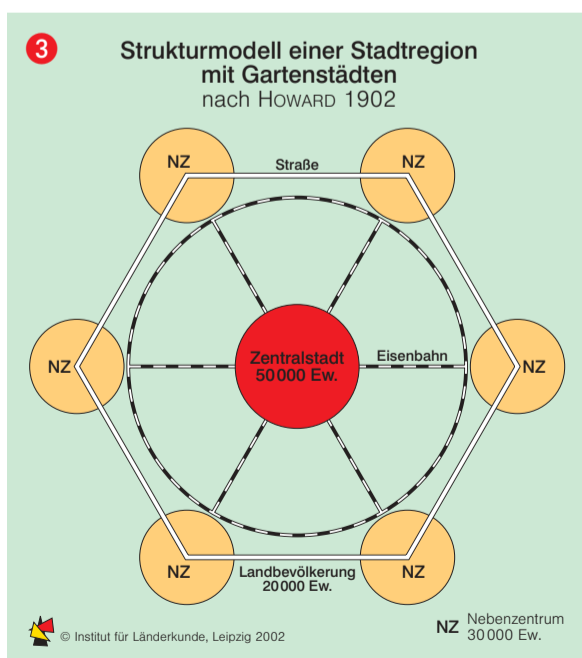 3
Strukturmodell einer Stadtregion
mit Gartenstädten
nach HOWARD 1902
NZ
NZ
Straße
NZ
Zentralstadt
50000 Ew.
Eisenbahn
NZ
NZ
Landbevölkerung
20000 Ew.
NZ
© Institut für Länderkunde, Leipzig 2002
NZ Nebenzentrum
30000 Ew.